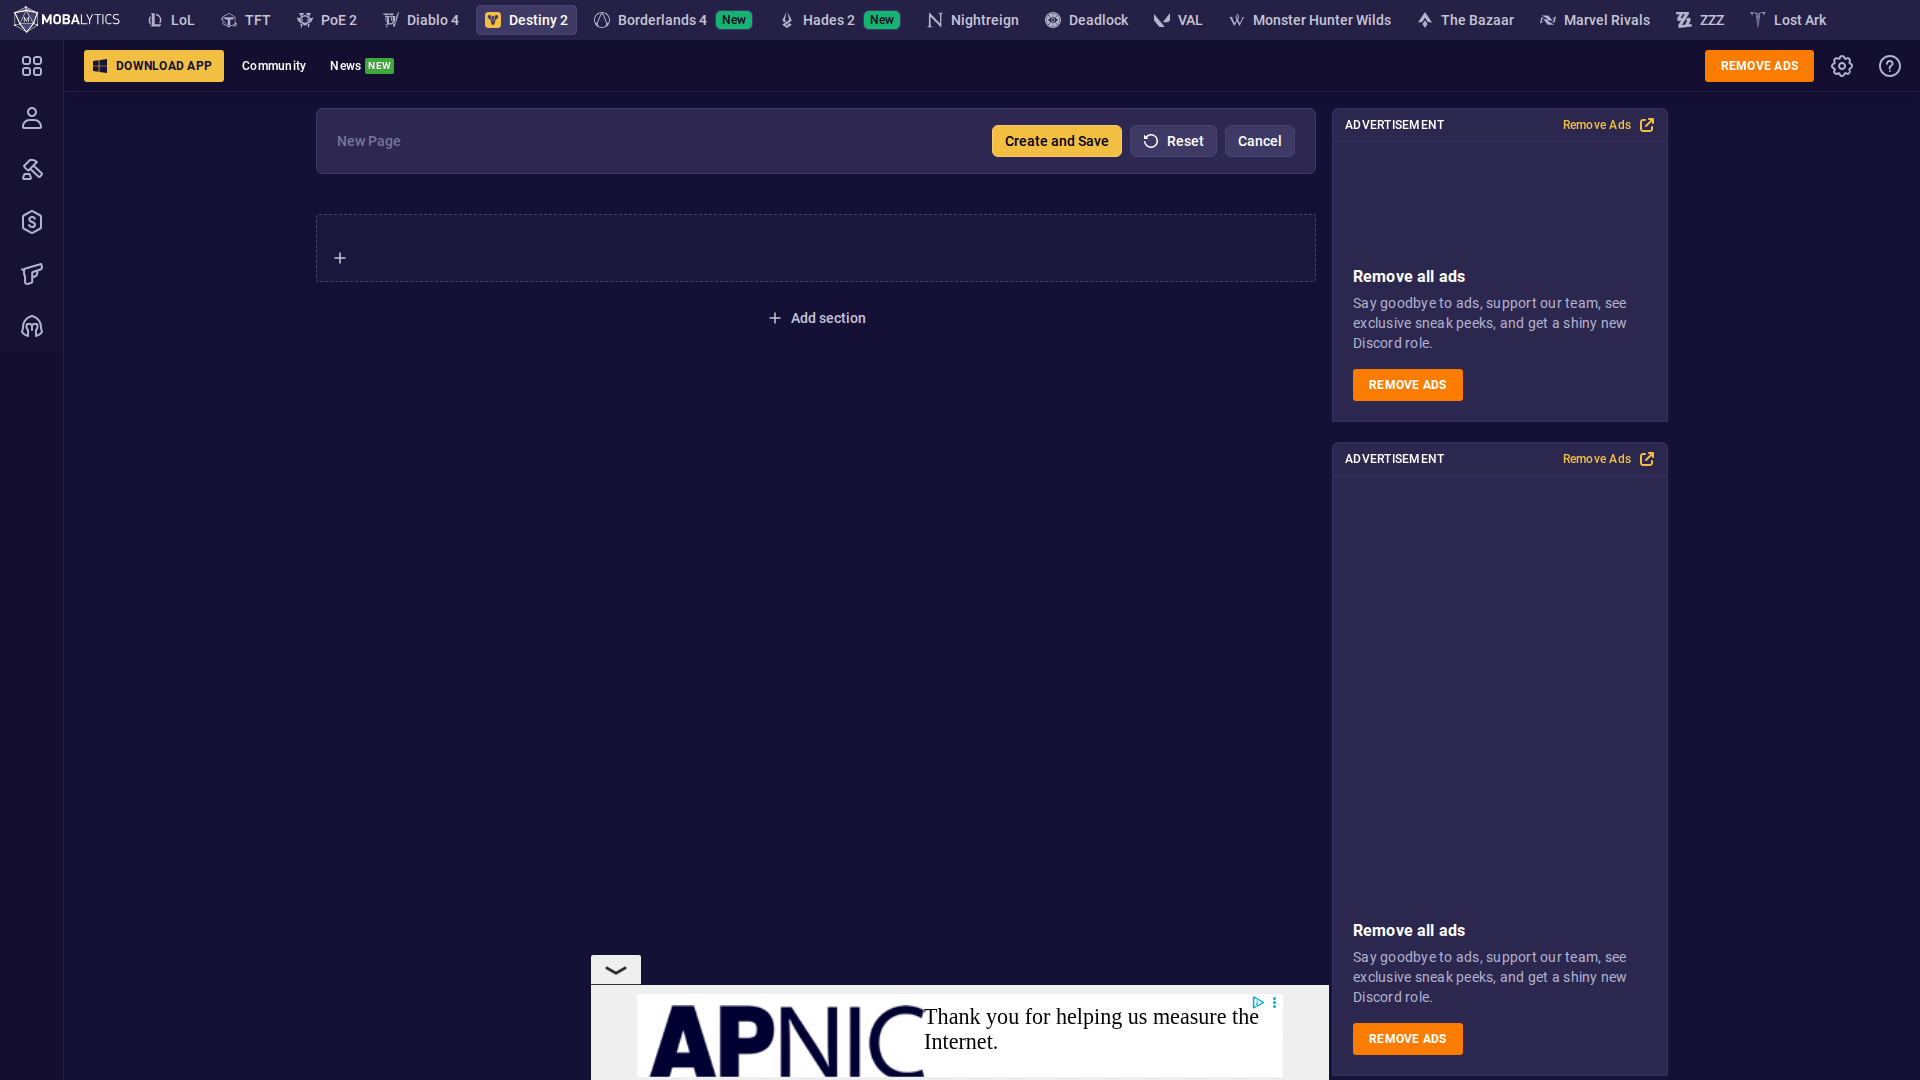 MOBALYTICS
LoL
TFT
PoE 2
Diablo 4
Destiny 2
Borderlands 4 New
Hades 2 New
Nightreign
Deadlock
VAL
Monster Hunter Wilds
The Bazaar
Marvel Rivals
ZZZ
Lost Ark
DOWNLOAD APP
Community
News NEW
REMOVE ADS
New Page
Create and Save
Reset
Cancel
Add section
ADVERTISEMENT
Remove Ads
Remove all ads
Say goodbye to ads, support our team, see
exclusive sneak peeks, and get a shiny new
Discord role.
REMOVE ADS
ADVERTISEMENT
Remove Ads
Remove all ads
Say goodbye to ads, support our team, see
exclusive sneak peeks, and get a shiny new
Discord role.
REMOVE ADS
APNIC
Thank you for helping us measure the
Internet.